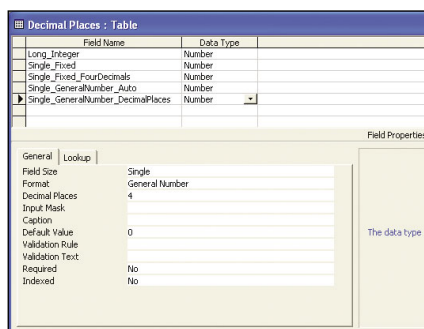 Decimal Places : Table
Field Name Data Type
Long_Integer Number
Single_Fixed Number
Single_Fixed_FourDecimals Number
Single_GeneralNumber_Auto Number
Single_GeneralNumber_DecimalPlaces Number
Field Properties
General Lookup
Field Size Single
Format General Number
Decimal Places 4
Input Mask
Caption
Default Value 0
Validation Rule
Validation Text
Required No
Indexed No
The data type